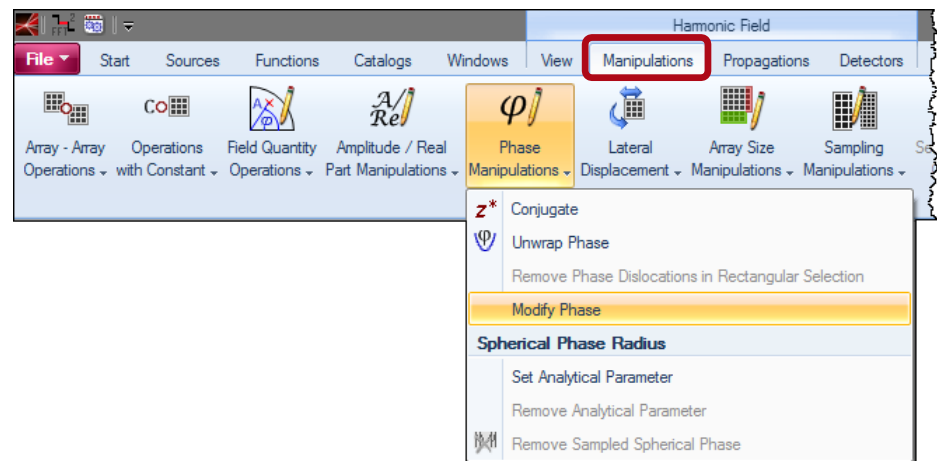 FFT
Harmonic Field
File Start Sources Functions Catalogs Windows View Manipulations Propagations Detectors
A/
Co φ Re φ
A×/φ
Array - Array Operations Field Quantity Amplitude / Real Phase Lateral Array Size Sampling
Operations with Constant Operations Part Manipulations Manipulations Displacement Manipulations Manipulations
z* Conjugate
φ Unwrap Phase
Remove Phase Dislocations in Rectangular Selection
Modify Phase
Spherical Phase Radius
Set Analytical Parameter
Remove Analytical Parameter
Remove Sampled Spherical Phase